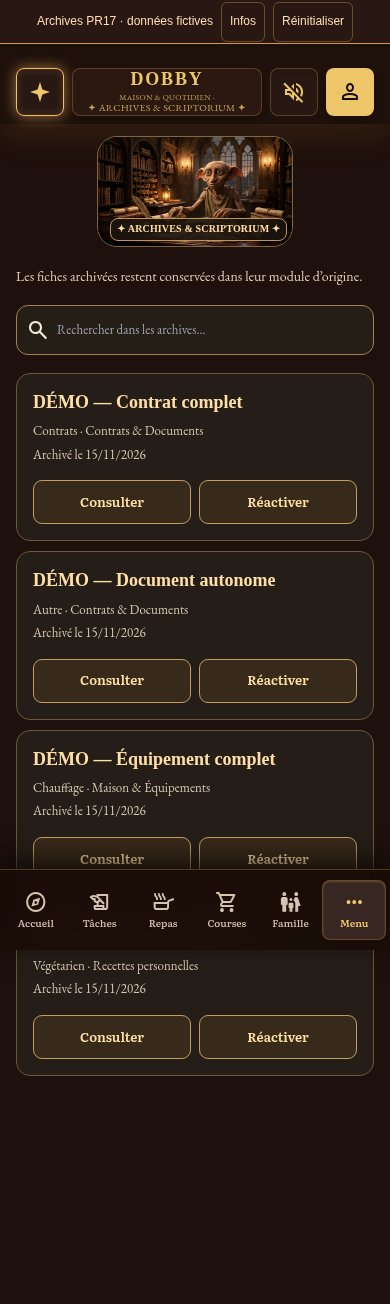 Archives PR17 · données fictives
Infos
Réinitialiser
DOBBY
MAISON & QUOTIDIEN ·
✦ ARCHIVES & SCRIPTORIUM ✦
✦ ARCHIVES & SCRIPTORIUM ✦
Les fiches archivées restent conservées dans leur module d’origine.
Rechercher dans les archives…
DÉMO — Contrat complet
Contrats · Contrats & Documents
Archivé le 15/11/2026
Consulter
Réactiver
DÉMO — Document autonome
Autre · Contrats & Documents
Archivé le 15/11/2026
Consulter
Réactiver
DÉMO — Équipement complet
Chauffage · Maison & Équipements
Archivé le 15/11/2026
Consulter
Réactiver
Accueil
Tâches
Repas
Courses
Famille
Menu
Végétarien · Recettes personnelles
Archivé le 15/11/2026
Consulter
Réactiver